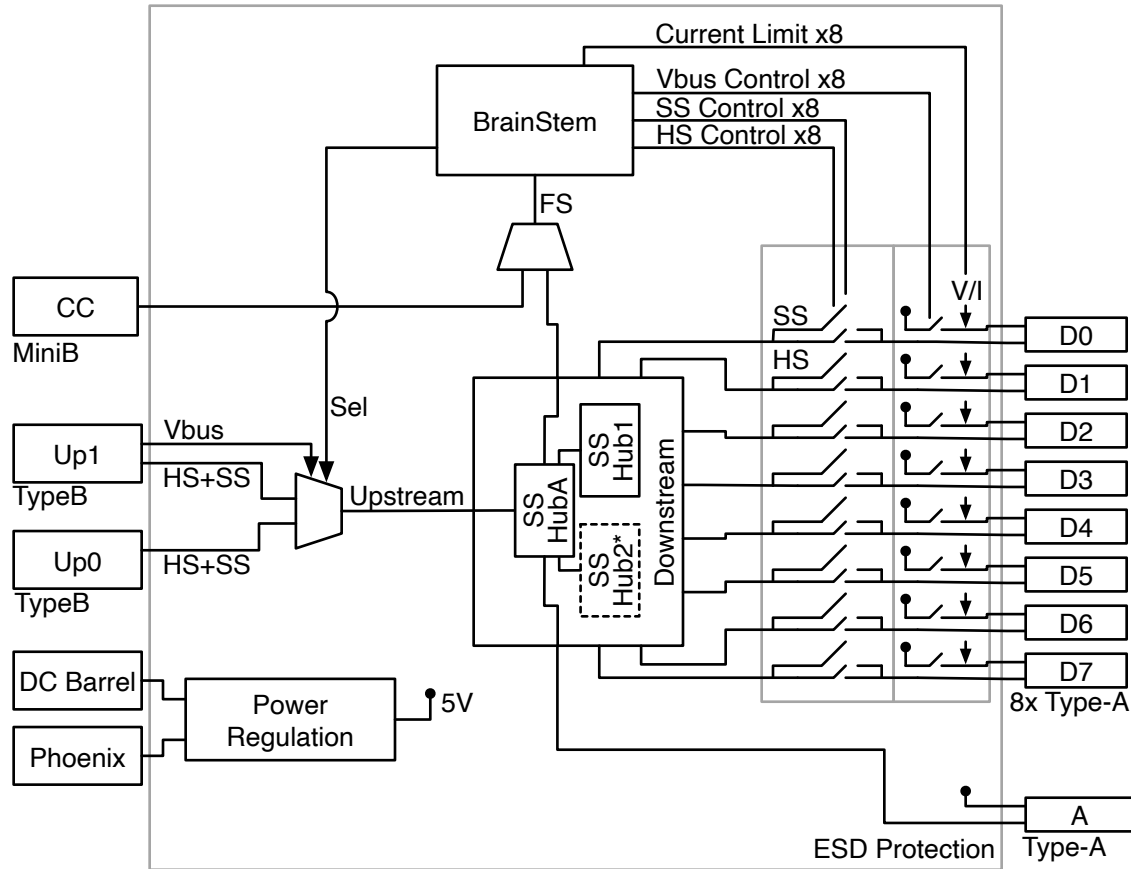 Current Limit x8
Vbus Control x8
BrainStem
SS Control x8
HS Control x8
FS
CC
MiniB
V/I
SS
D0
HS
D1
Sel
Vbus
Up1
HS+SS
TypeB
Upstream
SS
HubA
SS
Hub1
SS
Hub2*
Downstream
D2
D3
D4
Up0
HS+SS
TypeB
D5
D6
D7
8x Type-A
DC Barrel
Power
Regulation
5V
Phoenix
A
ESD Protection
Type-A